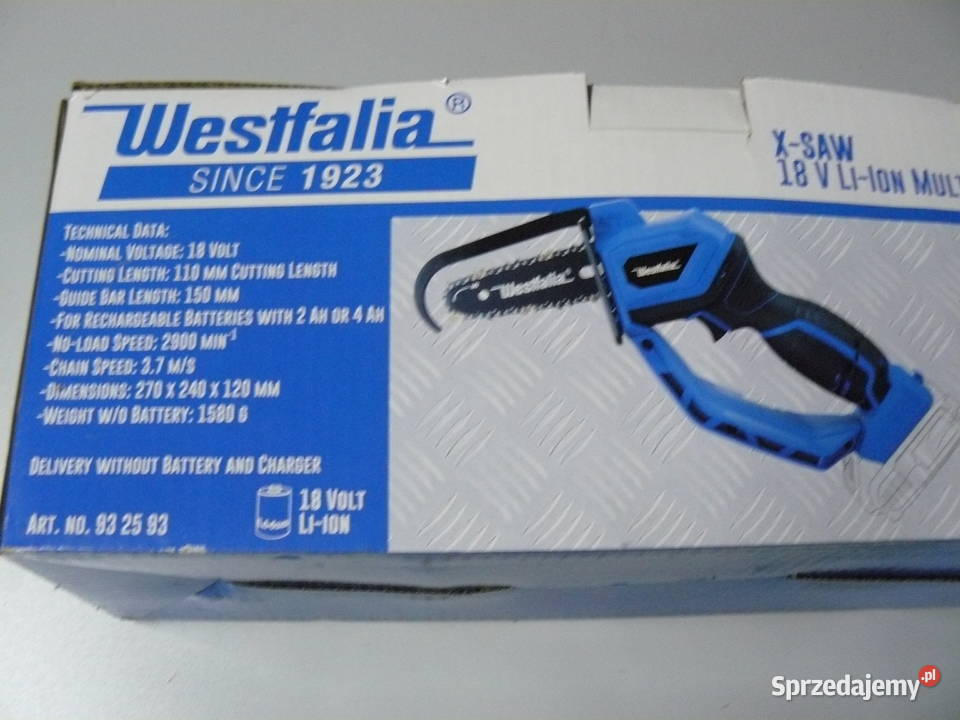 Westfalia®
SINCE 1923
X-SAW
18 V LI-ION MULT
TECHNICAL DATA:
-NOMINAL VOLTAGE: 18 VOLT
-CUTTING LENGTH: 110 MM CUTTING LENGTH
-GUIDE BAR LENGTH: 150 MM
-FOR RECHARGEABLE BATTERIES WITH 2 AH OR 4 AH
-NO-LOAD SPEED: 2900 MIN⁻¹
-CHAIN SPEED: 3.7 M/S
-DIMENSIONS: 270 X 240 X 120 MM
-WEIGHT W/O BATTERY: 1580 G
DELIVERY WITHOUT BATTERY AND CHARGER
Li-Ion
18 VOLT
LI-ION
ART. NO. 93 25 93
Westfalia
Westfalia
Sprzedajemy.pl